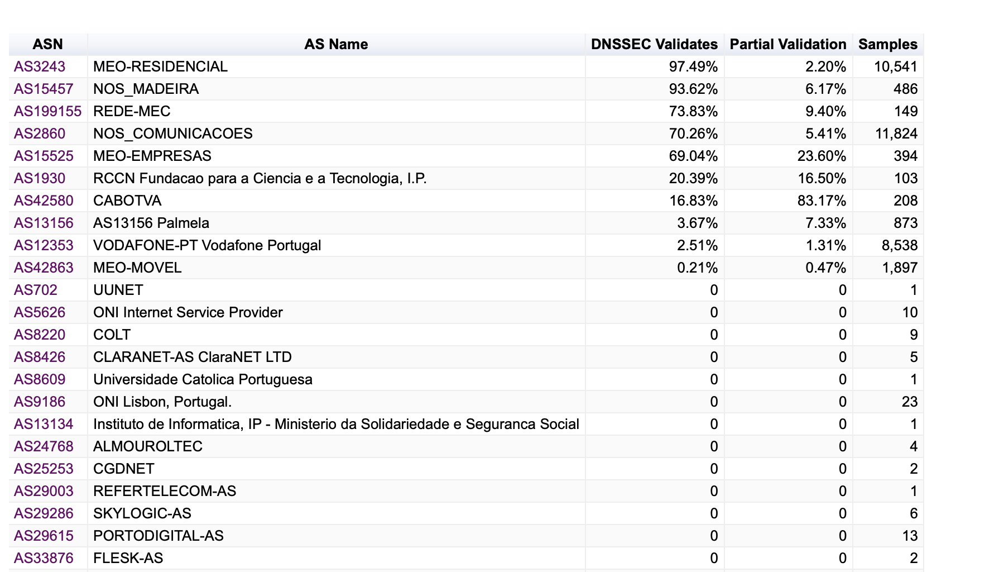 ASN AS Name DNSSEC Validates Partial Validation Samples
AS3243 MEO-RESIDENCIAL 97.49% 2.20% 10,541
AS15457 NOS_MADEIRA 93.62% 6.17% 486
AS199155 REDE-MEC 73.83% 9.40% 149
AS2860 NOS_COMUNICACOES 70.26% 5.41% 11,824
AS15525 MEO-EMPRESAS 69.04% 23.60% 394
AS1930 RCCN Fundacao para a Ciencia e a Tecnologia, I.P. 20.39% 16.50% 103
AS42580 CABOTVA 16.83% 83.17% 208
AS13156 AS13156 Palmela 3.67% 7.33% 873
AS12353 VODAFONE-PT Vodafone Portugal 2.51% 1.31% 8,538
AS42863 MEO-MOVEL 0.21% 0.47% 1,897
AS702 UUNET 0 0 1
AS5626 ONI Internet Service Provider 0 0 10
AS8220 COLT 0 0 9
AS8426 CLARANET-AS ClaraNET LTD 0 0 5
AS8609 Universidade Catolica Portuguesa 0 0 1
AS9186 ONI Lisbon, Portugal. 0 0 23
AS13134 Instituto de Informatica, IP - Ministerio da Solidariedade e Seguranca Social 0 0 1
AS24768 ALMOUROLTEC 0 0 4
AS25253 CGDNET 0 0 2
AS29003 REFERTELECOM-AS 0 0 1
AS29286 SKYLOGIC-AS 0 0 6
AS29615 PORTODIGITAL-AS 0 0 13
AS33876 FLESK-AS 0 0 2